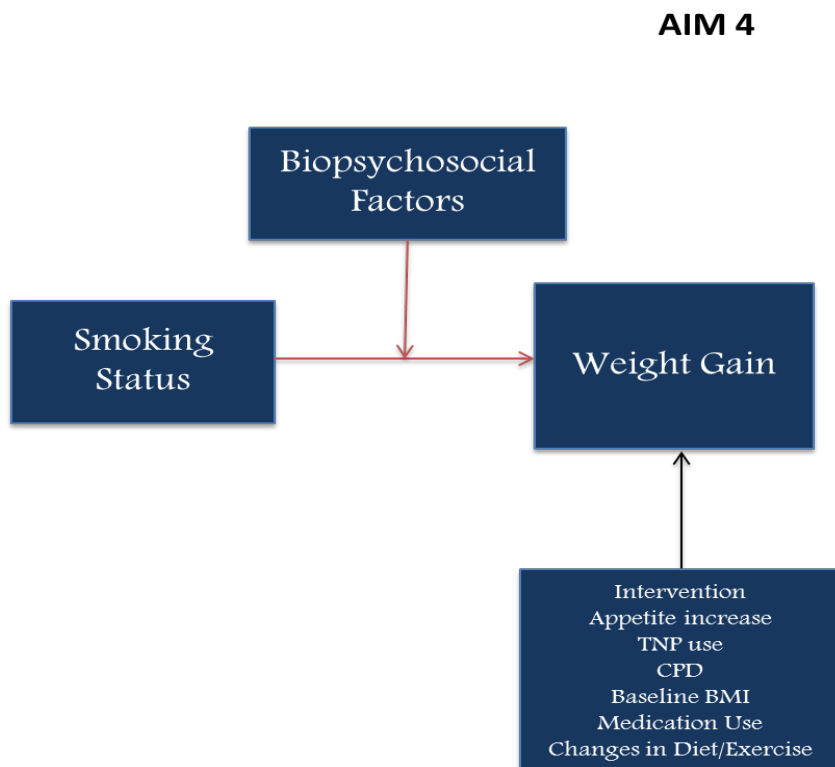 AIM 4
Biopsychosocial
Factors
Smoking
Status
Weight Gain
Intervention
Appetite increase
TNP use
CPD
Baseline BMI
Medication Use
Changes in Diet/Exercise